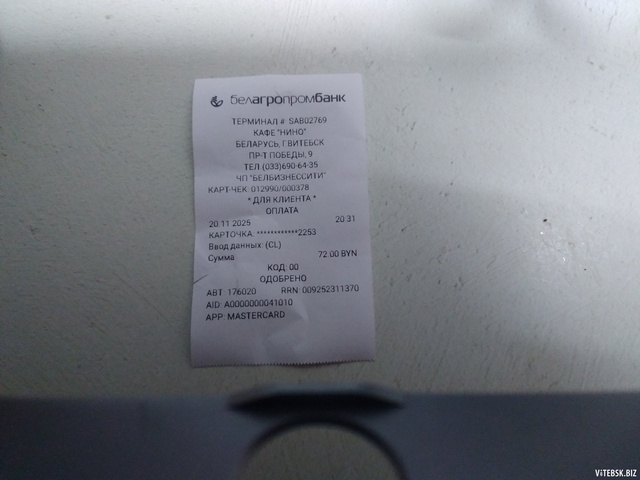 белагропромбанк
ТЕРМИНАЛ # SAB02769
КАФЕ "НИНО"
БЕЛАРУСЬ, Г.ВИТЕБСК
ПР-Т ПОБЕДЫ, 9
ТЕЛ (033)690-64-35
ЧП "БЕЛБИЗНЕССИТИ"
КАРТ-ЧЕК: 012990/000378
* ДЛЯ КЛИЕНТА *
ОПЛАТА
20.11.2025 20:31
КАРТОЧКА: ************2253
Ввод данных: (CL)
Сумма 72.00 BYN
КОД: 00
ОДОБРЕНО
АВТ: 176020 RRN: 009252311370
AID: A0000000041010
APP: MASTERCARD
ViTEBSK.BIZ